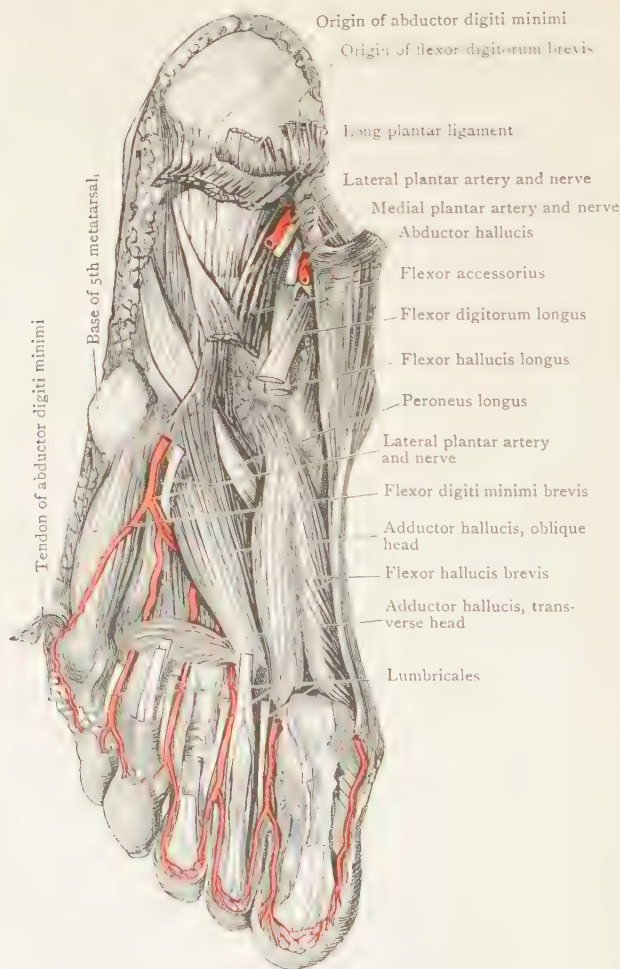 Origin of abductor digiti minimi
Origin of flexor digitorum brevis
Long plantar ligament
Lateral plantar artery and nerve
Medial plantar artery and nerve
Abductor hallucis
Flexor accessorius
Flexor digitorum longus
Flexor hallucis longus
Peroneus longus
Lateral plantar artery
and nerve
Flexor digiti minimi brevis
Adductor hallucis, oblique
head
Flexor hallucis brevis
Adductor hallucis, trans-
verse head
Lumbricales
Base of 5th metatarsal,
Tendon of abductor digiti minimi